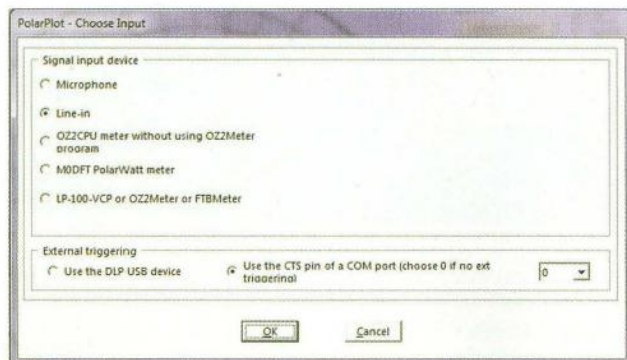 PolarPlot - Choose Input
Signal input device
Microphone
Line-in
OZ2CPU meter without using OZ2Meter
program
M0DFT PolarWatt meter
LP-100-VCP or OZ2Meter or FTBMeter
External triggering
Use the DLP USB device
Use the CTS pin of a COM port (choose 0 if no ext
triggering)
0
OK
Cancel